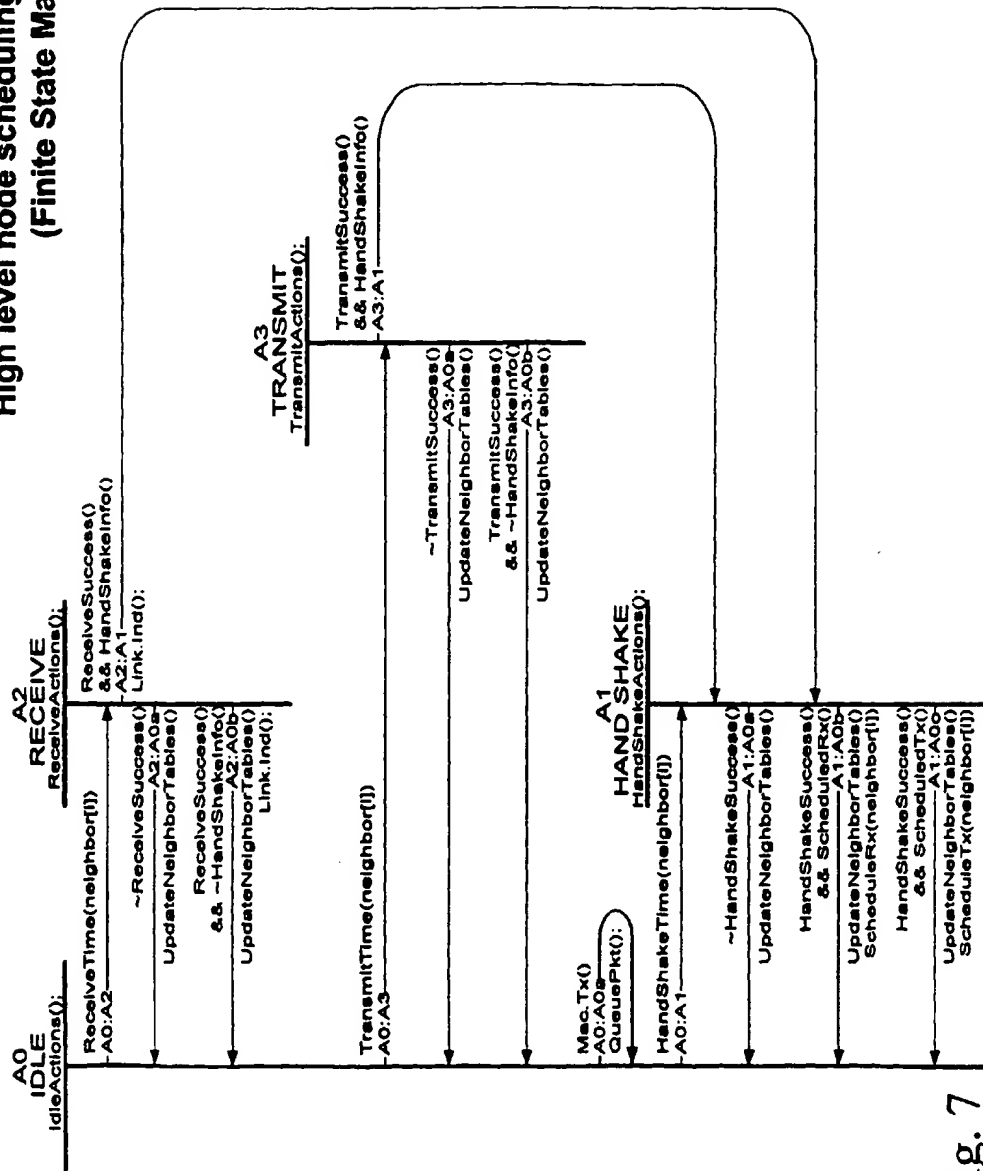 High level node scheduling
(Finite State Ma
A0
IDLE
IdleActions();
A2
RECEIVE
ReceiveActions();
A3
TRANSMIT
TransmitActions();
A1
HAND SHAKE
HandShakeActions();
ReceiveTime(neighbor[i])
A0:A2
~ReceiveSuccess()
A2:A0a
UpdateNeighborTables()
ReceiveSuccess()
&& ~HandShakeInfo()
A2:A0b
UpdateNeighborTables()
Link.Ind();
ReceiveSuccess()
&& HandShakeInfo()
A2:A1
Link.Ind();
TransmitTime(neighbor[i])
A0:A3
~TransmitSuccess()
A3:A0a
UpdateNeighborTables()
TransmitSuccess()
&& ~HandShakeInfo()
A3:A0b
UpdateNeighborTables()
TransmitSuccess()
&& HandShakeInfo()
A3:A1
Mac.Tx()
A0:A0a
QueuePkt();
HandShakeTime(neighbor[i])
A0:A1
~HandShakeSuccess()
A1:A0a
UpdateNeighborTables()
HandShakeSuccess()
&& ScheduledRx()
A1:A0b
UpdateNeighborTables()
ScheduleRx(neighbor[i])
HandShakeSuccess()
&& ScheduledTx()
A1:A0c
UpdateNeighborTables()
ScheduleTx(neighbor[i])
g. 7